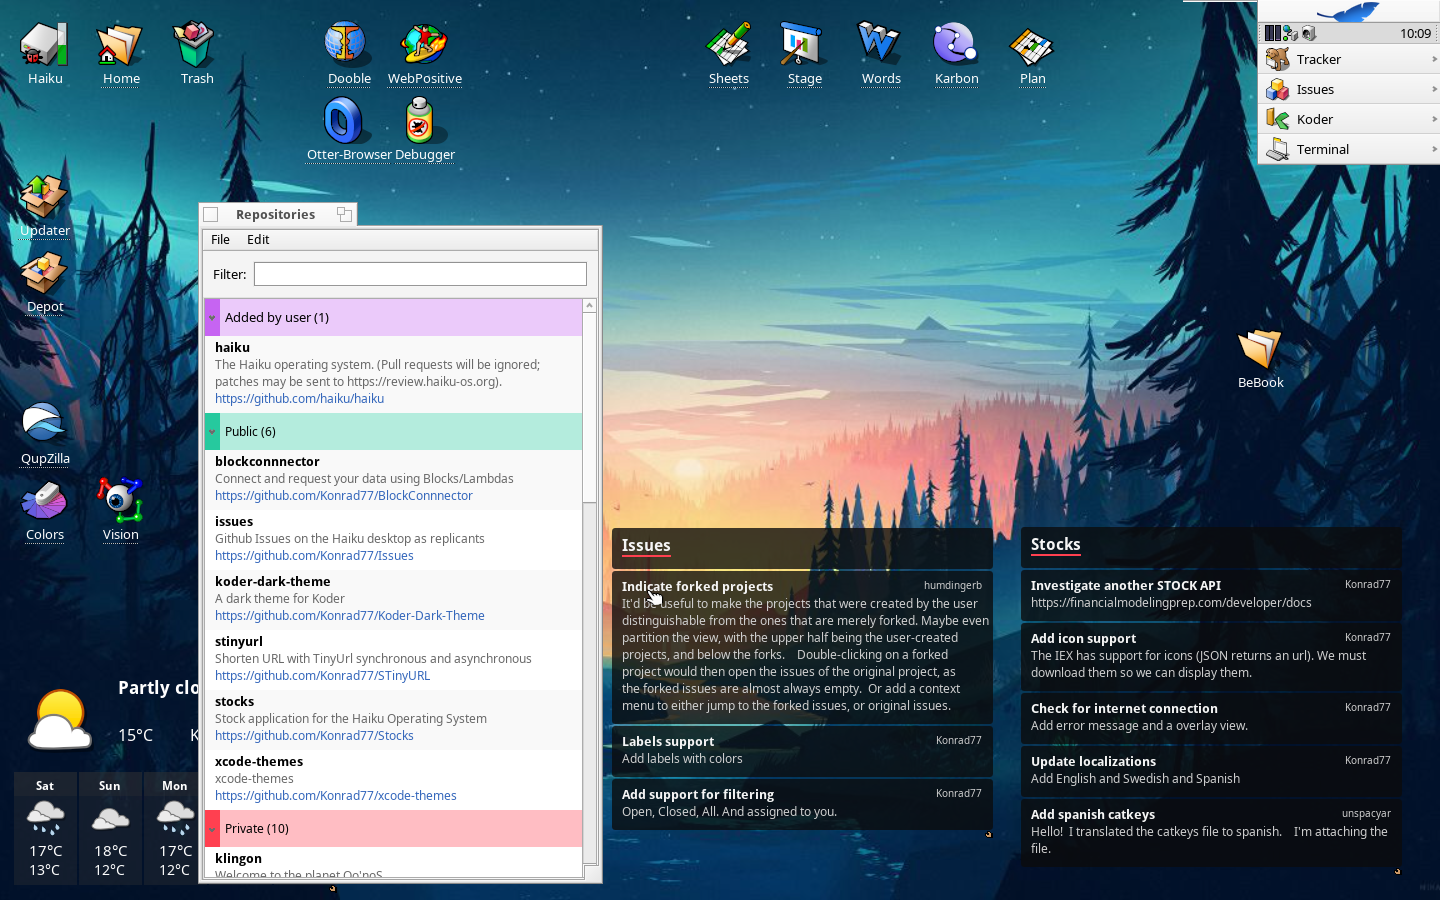 Haiku
Home
Trash
Dooble
WebPositive
Sheets
Stage
Words
Karbon
Plan
10:09
Tracker
Issues
Koder
Terminal
Otter-Browser
Debugger
Updater
Depot
QupZilla
Colors
Vision
BeBook
Repositories
File
Edit
Filter:
Added by user (1)
haiku
The Haiku operating system. (Pull requests will be ignored;
patches may be sent to https://review.haiku-os.org).
https://github.com/haiku/haiku
Public (6)
blockconnnector
Connect and request your data using Blocks/Lambdas
https://github.com/Konrad77/BlockConnnector
issues
Github Issues on the Haiku desktop as replicants
https://github.com/Konrad77/Issues
koder-dark-theme
A dark theme for Koder
https://github.com/Konrad77/Koder-Dark-Theme
stinyurl
Shorten URL with TinyUrl synchronous and asynchronous
https://github.com/Konrad77/STinyURL
stocks
Stock application for the Haiku Operating System
https://github.com/Konrad77/Stocks
xcode-themes
xcode-themes
https://github.com/Konrad77/xcode-themes
Private (10)
klingon
Welcome to the planet Qo'noS
Partly clo
15°C
K
Sat
Sun
Mon
17°C
18°C
17°C
13°C
12°C
12°C
Issues
Indicate forked projects
humdingerb
It'd be useful to make the projects that were created by the user
distinguishable from the ones that are merely forked. Maybe even
partition the view, with the upper half being the user-created
projects, and below the forks. Double-clicking on a forked
project would then open the issues of the original project, as
the forked issues are almost always empty. Or add a context
menu to either jump to the forked issues, or original issues.
Labels support
Konrad77
Add labels with colors
Add support for filtering
Konrad77
Open, Closed, All. And assigned to you.
Stocks
Investigate another STOCK API
Konrad77
https://financialmodelingprep.com/developer/docs
Add icon support
Konrad77
The IEX has support for icons (JSON returns an url). We must
download them so we can display them.
Check for internet connection
Konrad77
Add error message and a overlay view.
Update localizations
Konrad77
Add English and Swedish and Spanish
Add spanish catkeys
unspacyar
Hello! I translated the catkeys file to spanish. I'm attaching the
file.